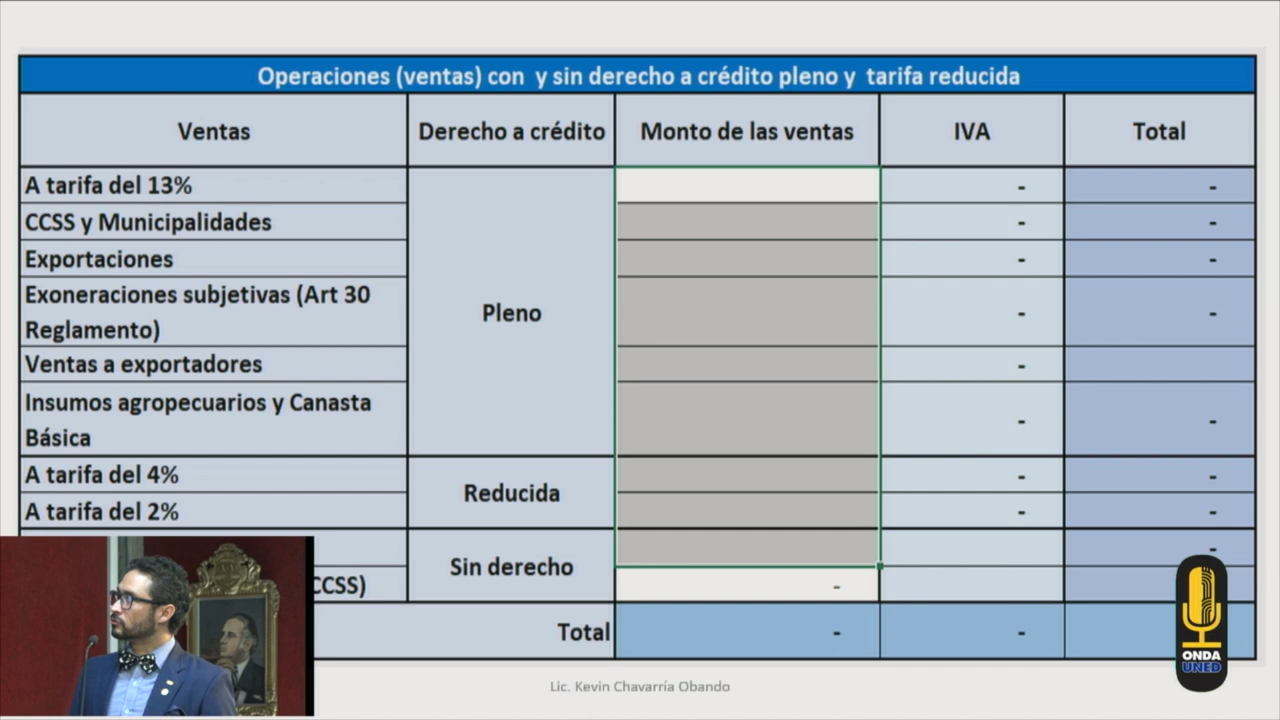 Operaciones (ventas) con y sin derecho a crédito pleno y tarifa reducida
Ventas Derecho a crédito Monto de las ventas IVA Total
A tarifa del 13% - -
CCSS y Municipalidades - -
Exportaciones - -
Exoneraciones subjetivas (Art 30
Reglamento) - -
Pleno
Ventas a exportadores -
Insumos agropecuarios y Canasta
Básica - -
A tarifa del 4% - -
Reducida
A tarifa del 2% - -
-
Sin derecho
CCSS) -
Total - -
ONDA
UNED
Lic. Kevin Chavarría Obando